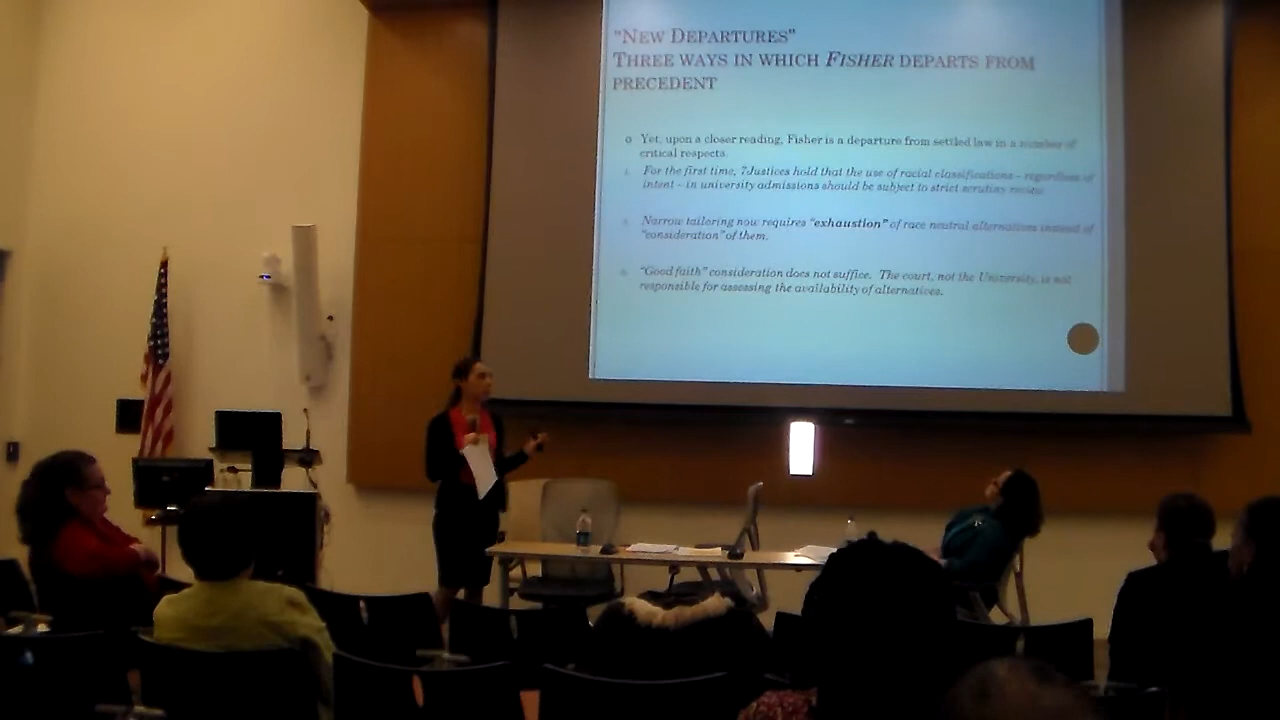 "NEW DEPARTURES"
THREE WAYS IN WHICH FISHER DEPARTS FROM
PRECEDENT
Yet, upon a closer reading, Fisher is a departure from settled law in a number of
critical respects
For the first time, 7Justices hold that the use of racial classifications – regardless of
intent – in university admissions should be subject to strict scrutiny review
Narrow tailoring now requires "exhaustion" of race neutral alternatives instead of
"consideration" of them.
"Good faith" consideration does not suffice. The court, not the University, is not
responsible for assessing the availability of alternatives.